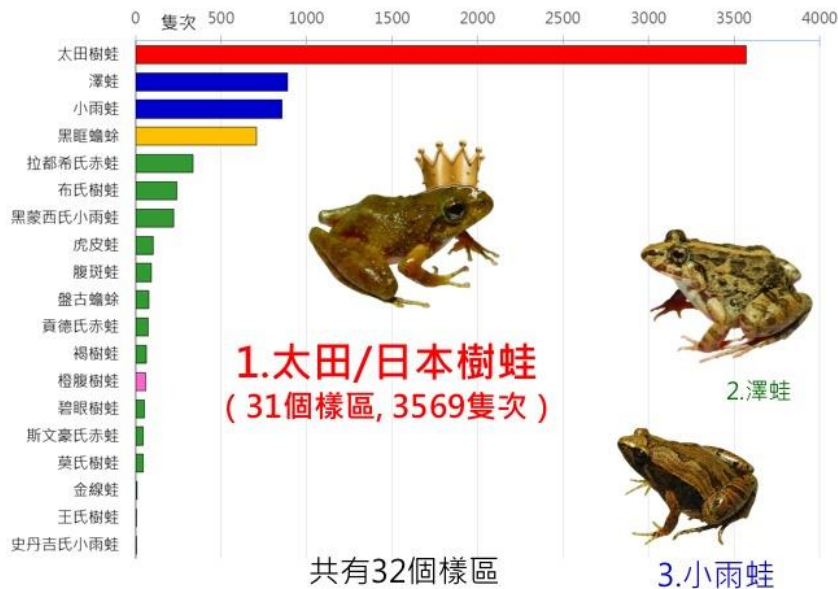 0 隻次 500 1000 1500 2000 2500 3000 3500 4000
太田樹蛙
澤蛙
小雨蛙
黑眶蟾蜍
拉都希氏赤蛙
布氏樹蛙
黑蒙西氏小雨蛙
虎皮蛙
腹斑蛙
盤古蟾蜍
貢德氏赤蛙
褐樹蛙
橙腹樹蛙
碧眼樹蛙
斯文豪氏赤蛙
莫氏樹蛙
金線蛙
王氏樹蛙
史丹吉氏小雨蛙
1.太田/日本樹蛙
( 31個樣區, 3569隻次 )
2.澤蛙
3.小雨蛙
共有32個樣區